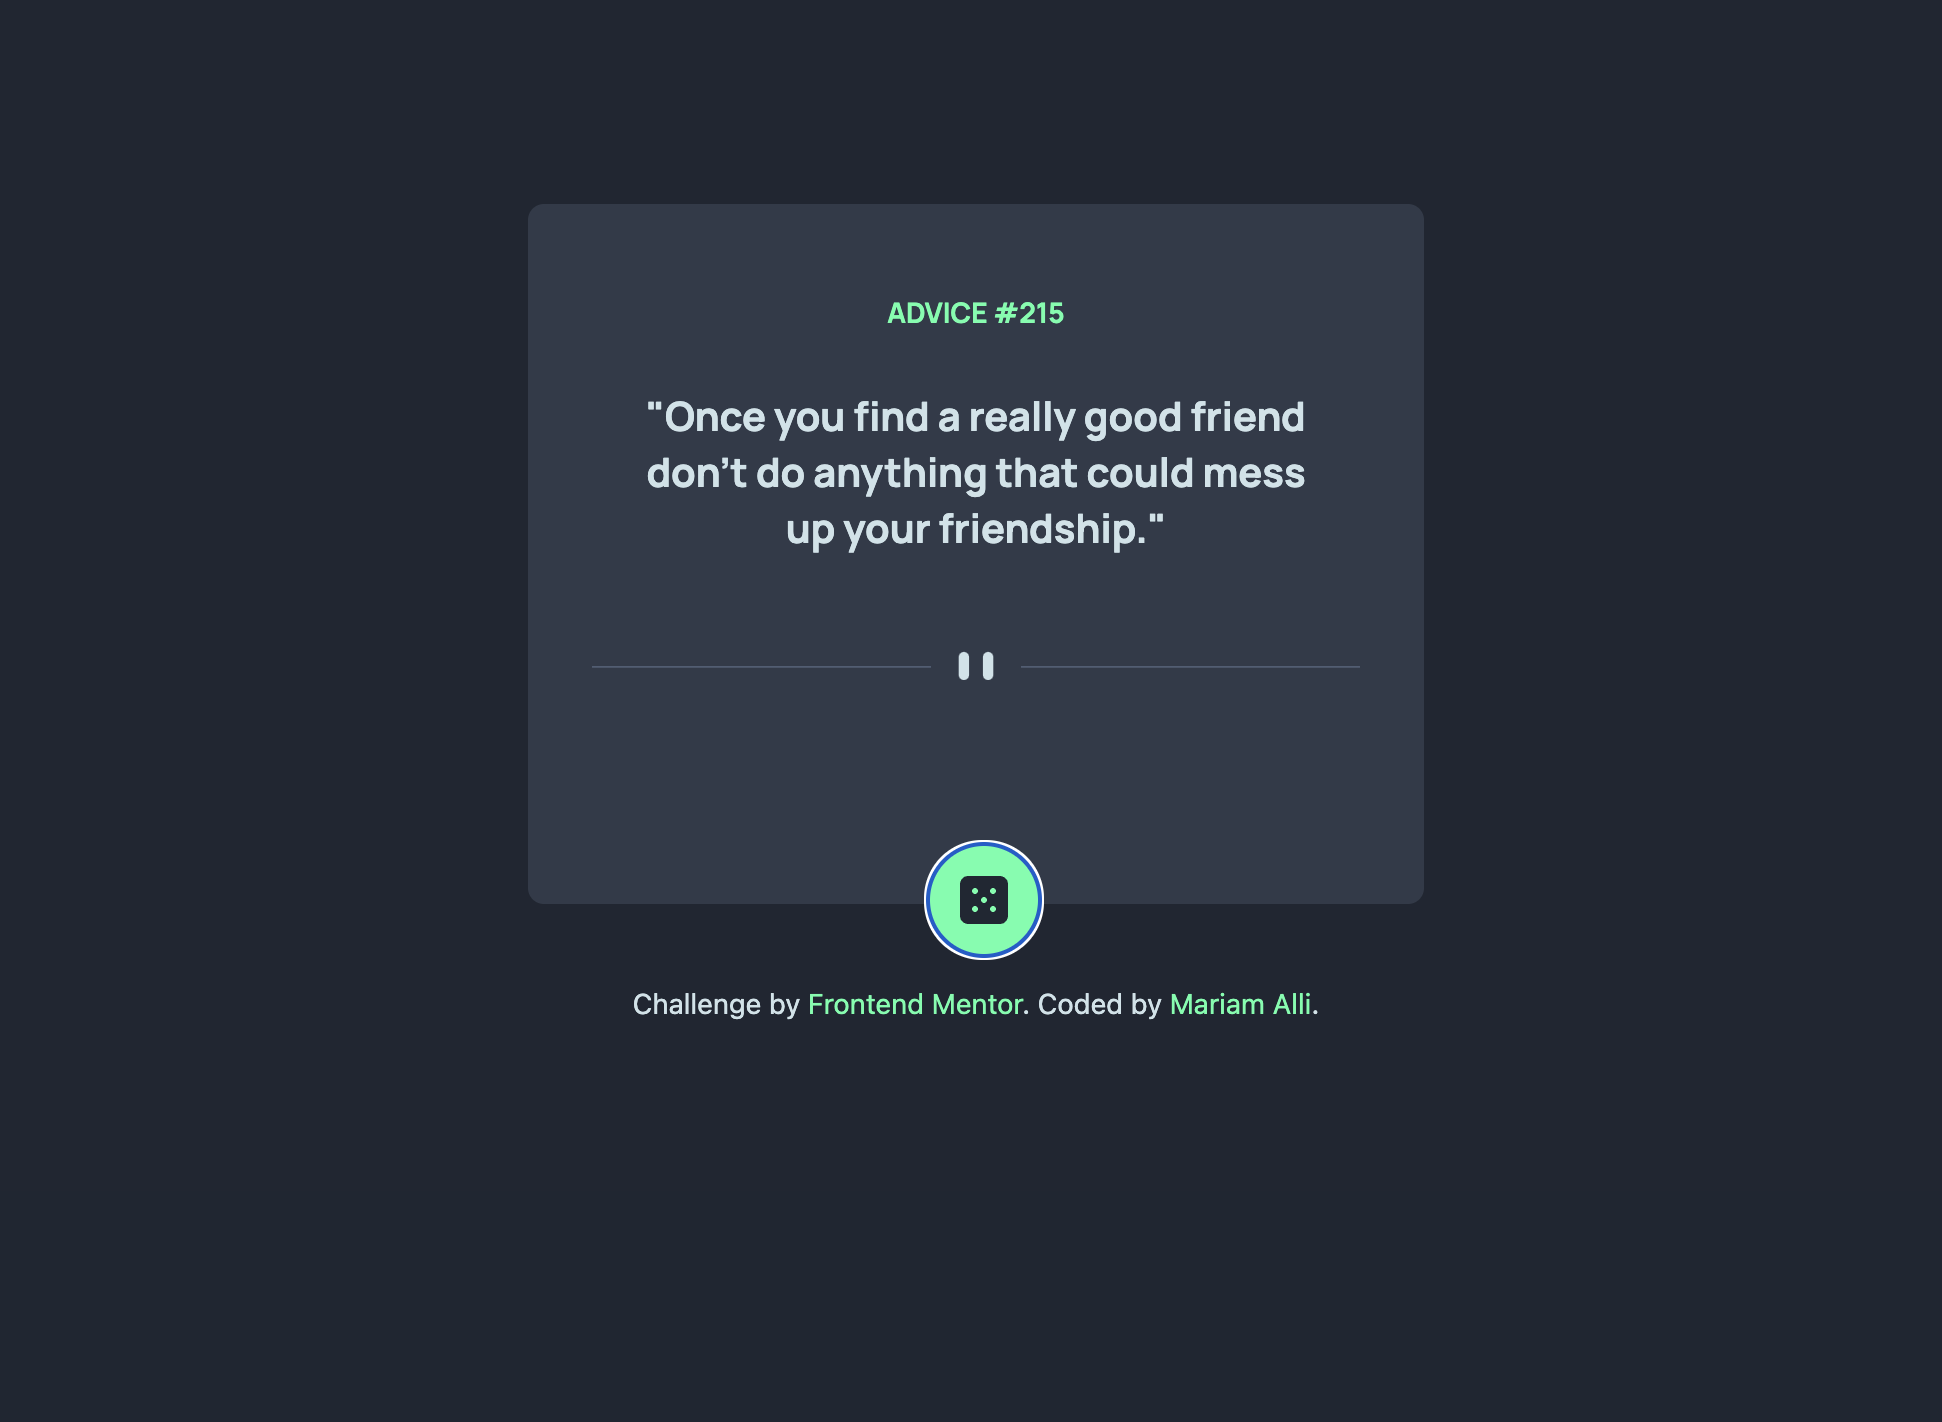 ADVICE #215
"Once you find a really good friend
don’t do anything that could mess
up your friendship."
Challenge by Frontend Mentor. Coded by Mariam Alli.